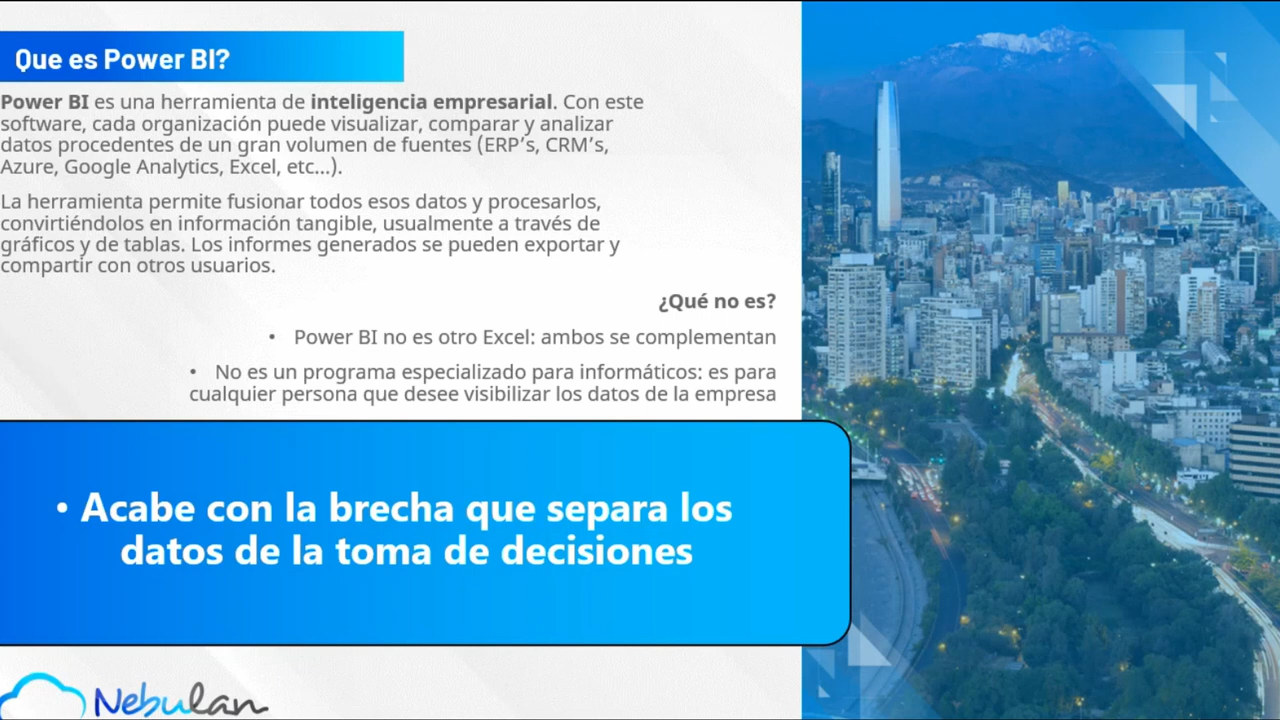 Que es Power BI?
Power BI es una herramienta de inteligencia empresarial. Con este
software, cada organización puede visualizar, comparar y analizar
datos procedentes de un gran volumen de fuentes (ERP’s, CRM’s,
Azure, Google Analytics, Excel, etc…).
La herramienta permite fusionar todos esos datos y procesarlos,
convirtiéndolos en información tangible, usualmente a través de
gráficos y de tablas. Los informes generados se pueden exportar y
compartir con otros usuarios.
¿Qué no es?
• Power BI no es otro Excel: ambos se complementan
• No es un programa especializado para informáticos: es para
cualquier persona que desee visibilizar los datos de la empresa
• Acabe con la brecha que separa los
datos de la toma de decisiones
Nebulan